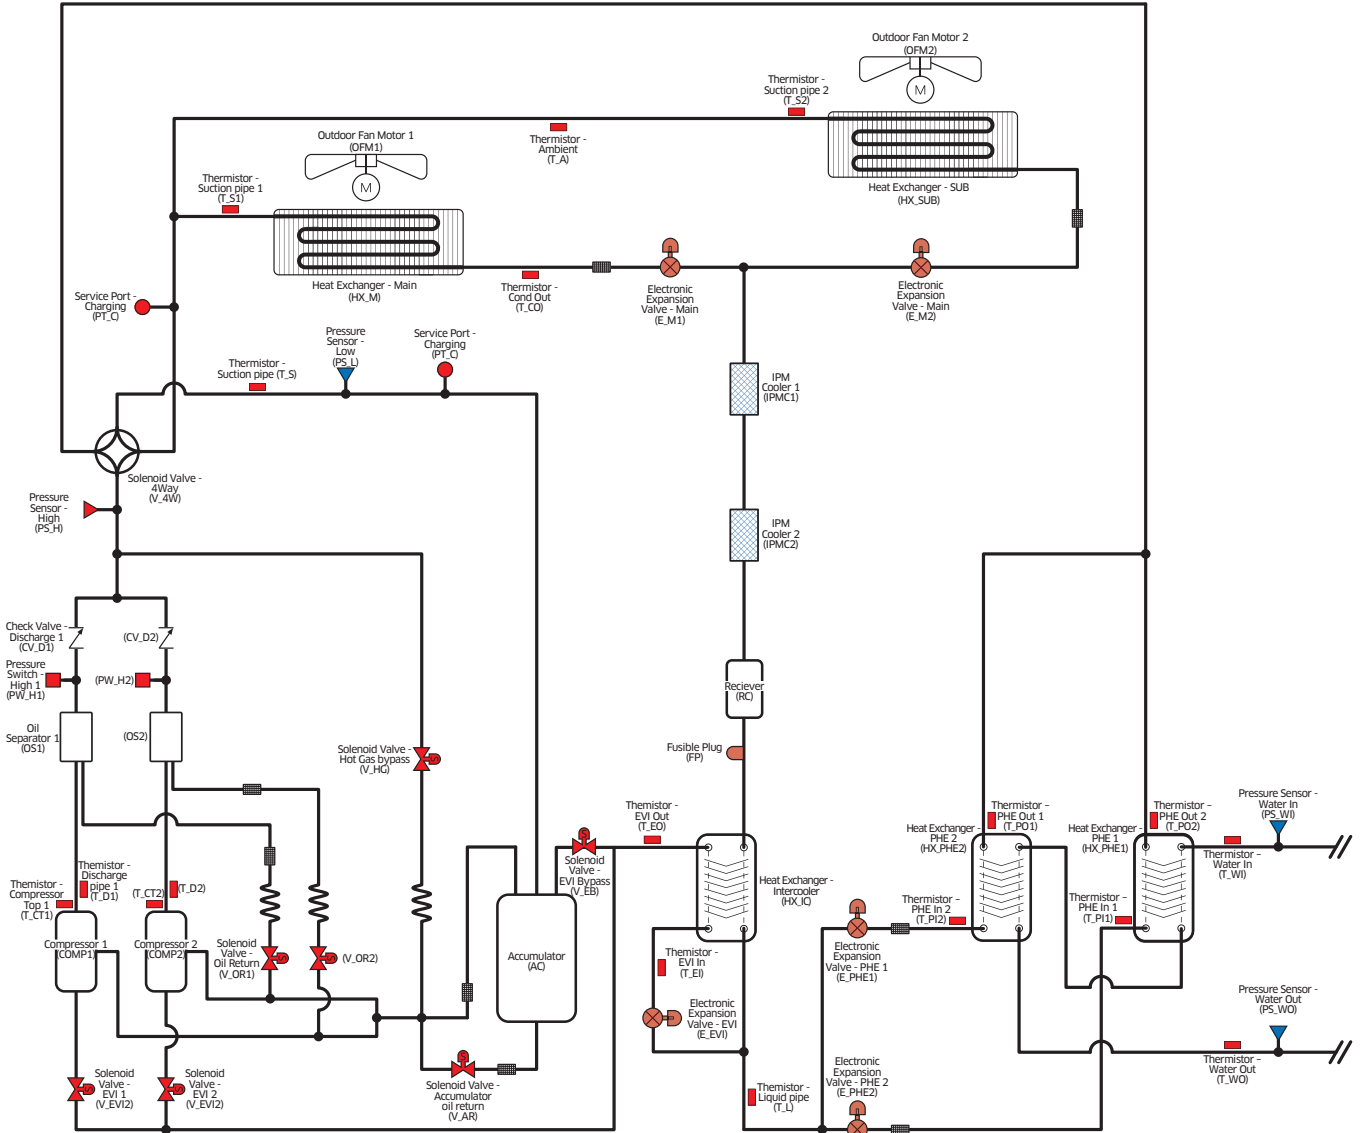 Outdoor Fan Motor 2
(OFM2)
M
Thermistor -
Suction pipe 2
(T_S2)
Outdoor Fan Motor 1
(OFM1)
M
Thermistor -
Ambient
(T_A)
Thermistor -
Suction pipe 1
(T_S1)
Heat Exchanger - SUB
(HX_SUB)
Heat Exchanger - Main
(HX_M)
Thermistor -
Cond Out
(T_CO)
Electronic
Expansion
Valve - Main
(E_M1)
Electronic
Expansion
Valve - Main
(E_M2)
Service Port -
Charging
(PT_C)
Pressure
Sensor -
Low
(PS_L)
Service Port -
Charging
(PT_C)
Thermistor -
Suction pipe (T_S)
IPM
Cooler 1
(IPMC1)
Solenoid Valve -
4Way
(V_4W)
Pressure
Sensor -
High
(PS_H)
IPM
Cooler 2
(IPMC2)
Check Valve -
Discharge 1
(CV_D1)
(CV_D2)
Pressure
Switch -
High 1
(PW_H1)
(PW_H2)
Reciever
(RC)
Oil
Separator 1
(OS1)
(OS2)
Solenoid Valve -
Hot Gas bypass
(V_HG)
S
Fusible Plug
(FP)
Themistor -
EVI Out
(T_EO)
S
Solenoid
Valve -
EVI Bypass
(V_EB)
Thermistor –
PHE Out 1
(T_PO1)
Thermistor –
PHE Out 2
(T_PO2)
Pressure Sensor -
Water In
(PS_WI)
Heat Exchanger -
PHE 2
(HX_PHE2)
Heat Exchanger -
PHE 1
(HX_PHE1)
Thermistor –
Water In
(T_WI)
Themistor -
Discharge
pipe 1
(T_D1)
Themistor -
Compressor
Top 1
(T_CT1)
(T_CT2)
(T_D2)
Heat Exchanger -
Intercooler
(HX_IC)
Thermistor –
PHE In 2
(T_PI2)
Thermistor –
PHE In 1
(T_PI1)
Compressor 1
(COMP1)
Compressor 2
(COMP2)
Solenoid
Valve -
Oil Return
(V_OR1)
S
S
(V_OR2)
Accumulator
(AC)
Themistor -
EVI In
(T_EI)
Electronic
Expansion
Valve - PHE 1
(E_PHE1)
Electronic
Expansion
Valve - EVI
(E_EVI)
Pressure Sensor -
Water Out
(PS_WO)
Thermistor –
Water Out
(T_WO)
S
Solenoid
Valve -
EVI 1
(V_EVI2)
S
Solenoid
Valve -
EVI 2
(V_EVI2)
S
Solenoid Valve -
Accumulator
oil return
(V_AR)
Themistor -
Liquid pipe
(T_L)
Electronic
Expansion
Valve - PHE 2
(E_PHE2)